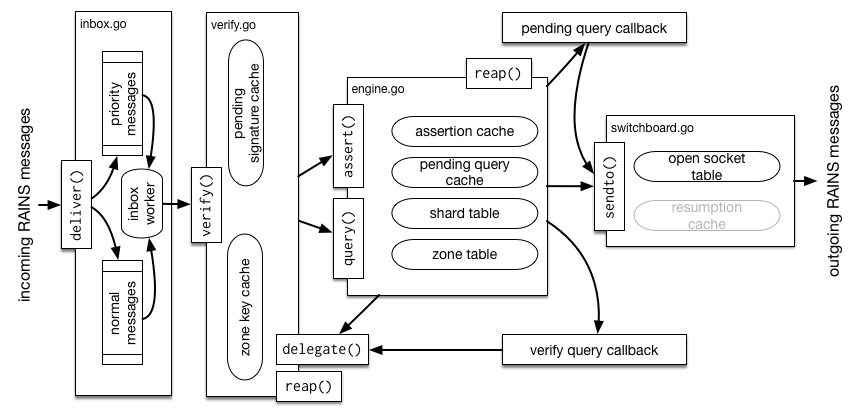 incoming RAINS messages
inbox.go
priority
messages
deliver()
inbox
worker
normal
messages
verify.go
pending
signature cache
verify()
zone key cache
delegate()
reap()
engine.go
reap()
assert()
query()
assertion cache
pending query
cache
shard table
zone table
pending query callback
verify query callback
switchboard.go
sendto()
open socket
table
resumption
cache
outgoing RAINS messages